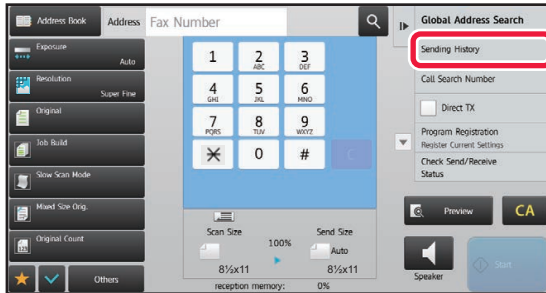 Address Book
Address
Fax Number
Global Address Search
Exposure
Auto
Sending History
Resolution
Super Fine
Call Search Number
Original
Direct TX
Job Build
Program Registration
Register Current Settings
Slow Scan Mode
Check Send/Receive
Status
Mixed Size Orig.
Original Count
Others
1
2
ABC
3
DEF
4
GHI
5
JKL
6
MNO
7
PQRS
8
TUV
9
WXYZ
0
#
C
Scan Size
100%
Send Size
Auto
8½x11
8½x11
reception memory: 0%
Preview
CA
Speaker
Start
123